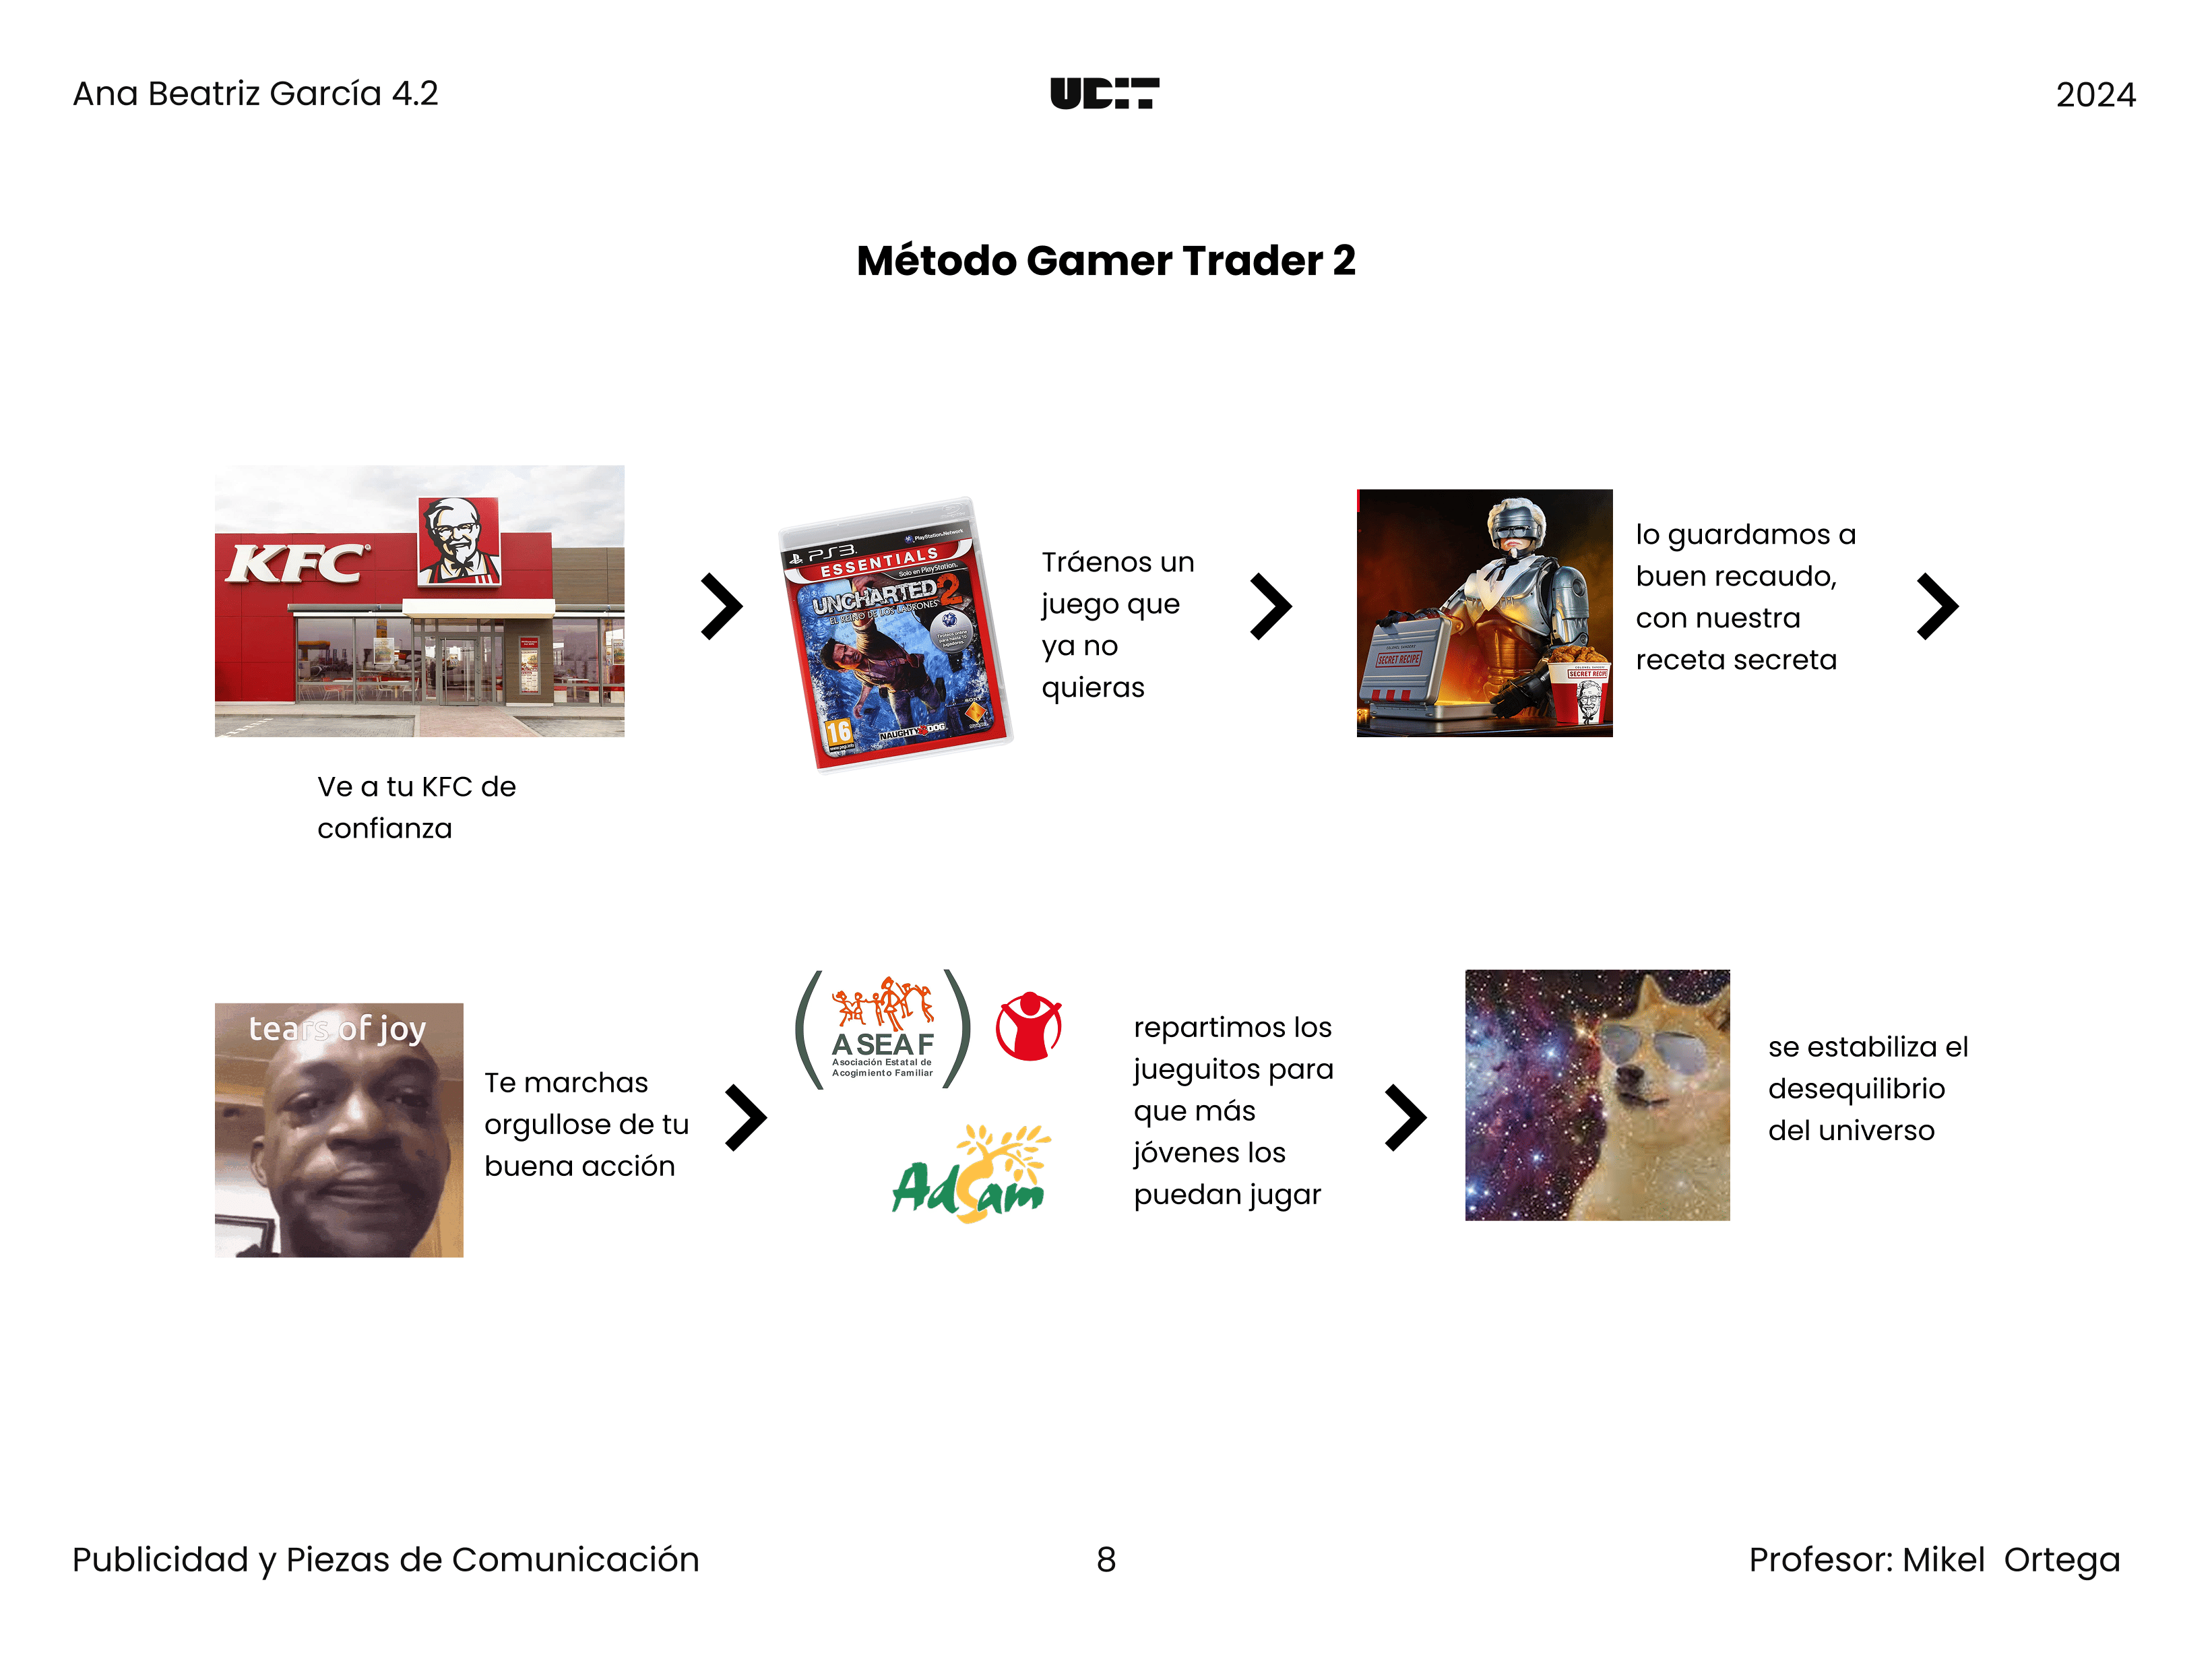 Ana Beatriz García 4.2
UDIT
2024
Método Gamer Trader 2
KFC
Ve a tu KFC de
confianza
PS3
PlayStation Network
ESSENTIALS
Solo en PlayStation.
UNCHARTED 2
EL REINO DE LOS LADRONES
16
NAUGHTY DOG
Tráenos un
juego que
ya no
quieras
SECRET RECIPE
SECRET RECIPE
lo guardamos a
buen recaudo,
con nuestra
receta secreta
tears of joy
Te marchas
orgullose de tu
buena acción
ASEAF
Asociación Estatal de
Acogimiento Familiar
Adcam
repartimos los
jueguitos para
que más
jóvenes los
puedan jugar
se estabiliza el
desequilibrio
del universo
Publicidad y Piezas de Comunicación
8
Profesor: Mikel Ortega